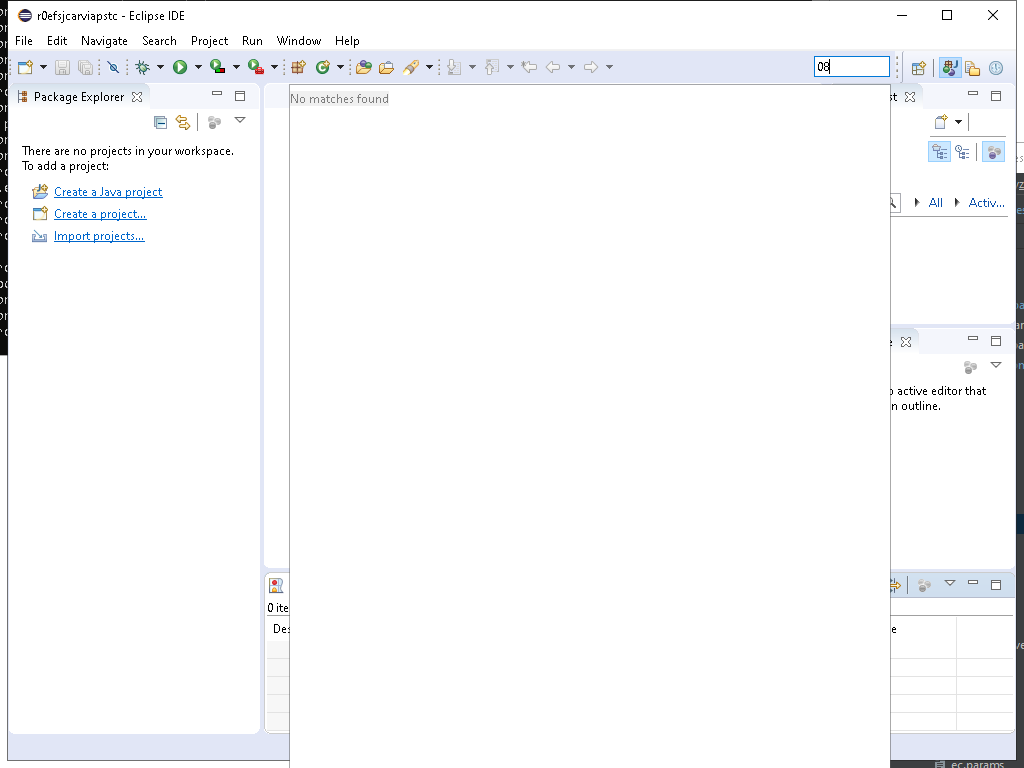 r0efsjcarviapstc - Eclipse IDE
File Edit Navigate Search Project Run Window Help
08
Package Explorer
No matches found
There are no projects in your workspace.
To add a project:
Create a Java project
Create a project...
Import projects...
All Activ...
active editor that
outline.
0 ite
ec.params